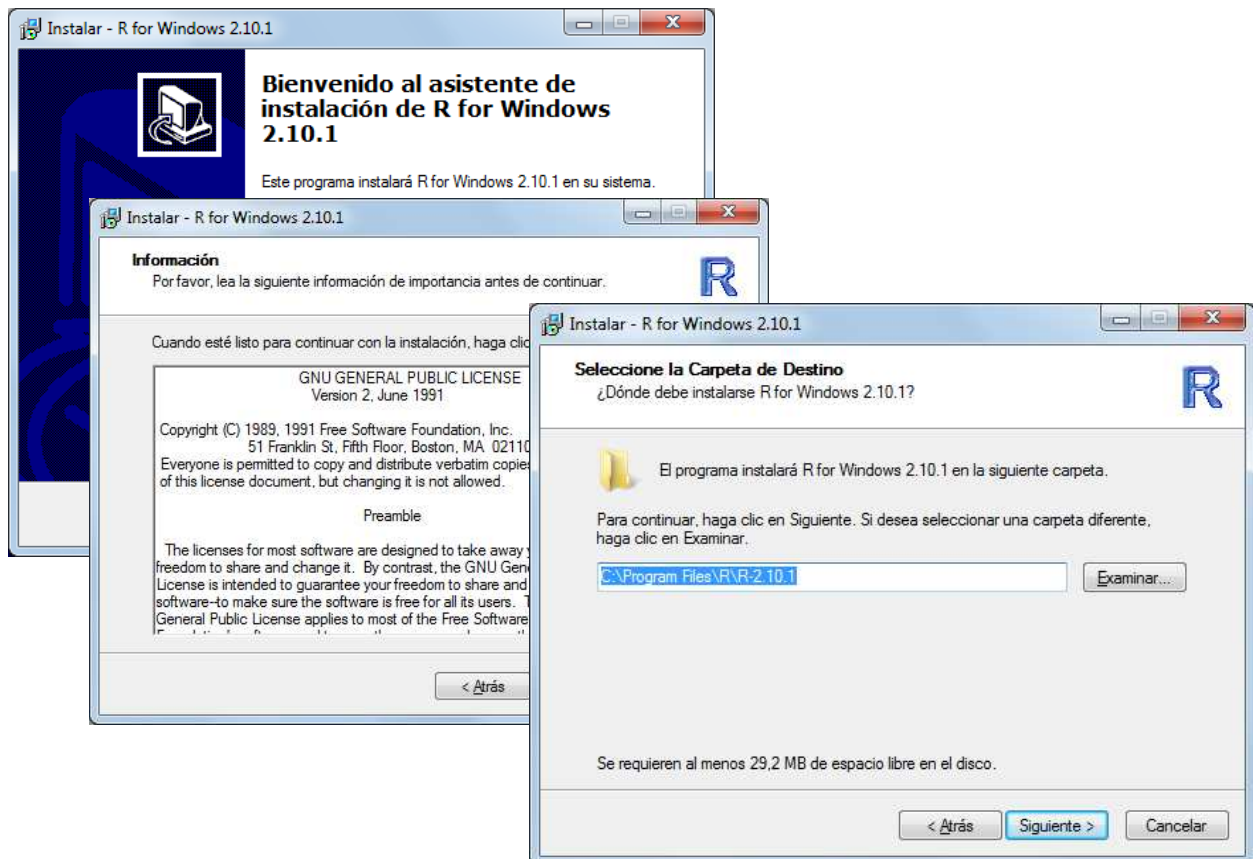 Instalar - R for Windows 2.10.1
Bienvenido al asistente de
instalación de R for Windows
2.10.1
Este programa instalará R for Windows 2.10.1 en su sistema.
Instalar - R for Windows 2.10.1
Información
Por favor, lea la siguiente información de importancia antes de continuar.
R
Cuando esté listo para continuar con la instalación, haga clic
GNU GENERAL PUBLIC LICENSE
Version 2, June 1991
Copyright (C) 1989, 1991 Free Software Foundation, Inc.
51 Franklin St, Fifth Floor, Boston, MA 02110
Everyone is permitted to copy and distribute verbatim copies
of this license document, but changing it is not allowed.
Preamble
The licenses for most software are designed to take away
freedom to share and change it. By contrast, the GNU
License is intended to guarantee your freedom to share and
software--to make sure the software is free for all its users.
General Public License applies to most of the Free Software
< Atrás
Instalar - R for Windows 2.10.1
Seleccione la Carpeta de Destino
¿Dónde debe instalarse R for Windows 2.10.1?
R
El programa instalará R for Windows 2.10.1 en la siguiente carpeta.
Para continuar, haga clic en Siguiente. Si desea seleccionar una carpeta diferente,
haga clic en Examinar.
C:\Program Files\R\R-2.10.1
Examinar...
Se requieren al menos 29,2 MB de espacio libre en el disco.
< Atrás
Siguiente >
Cancelar